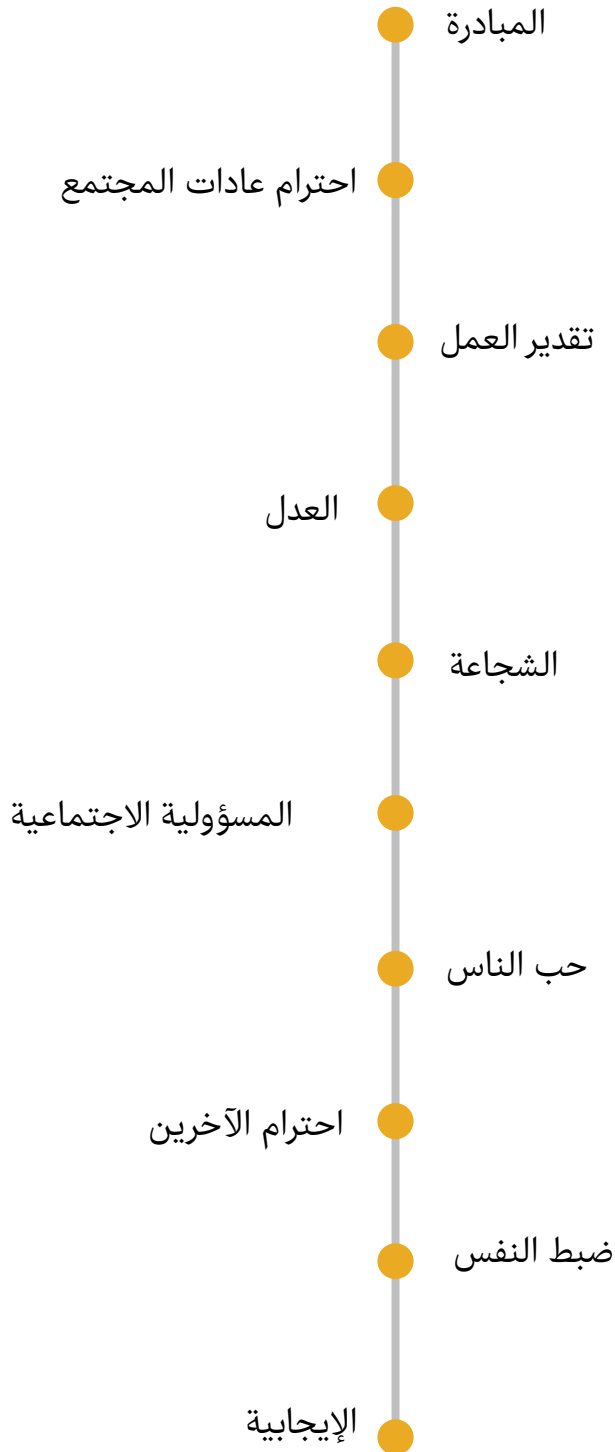 المبادرة
احترام عادات المجتمع
تقدير العمل
العدل
الشجاعة
المسؤولية الاجتماعية
حب الناس
احترام الآخرين
ضبط النفس
الإيجابية